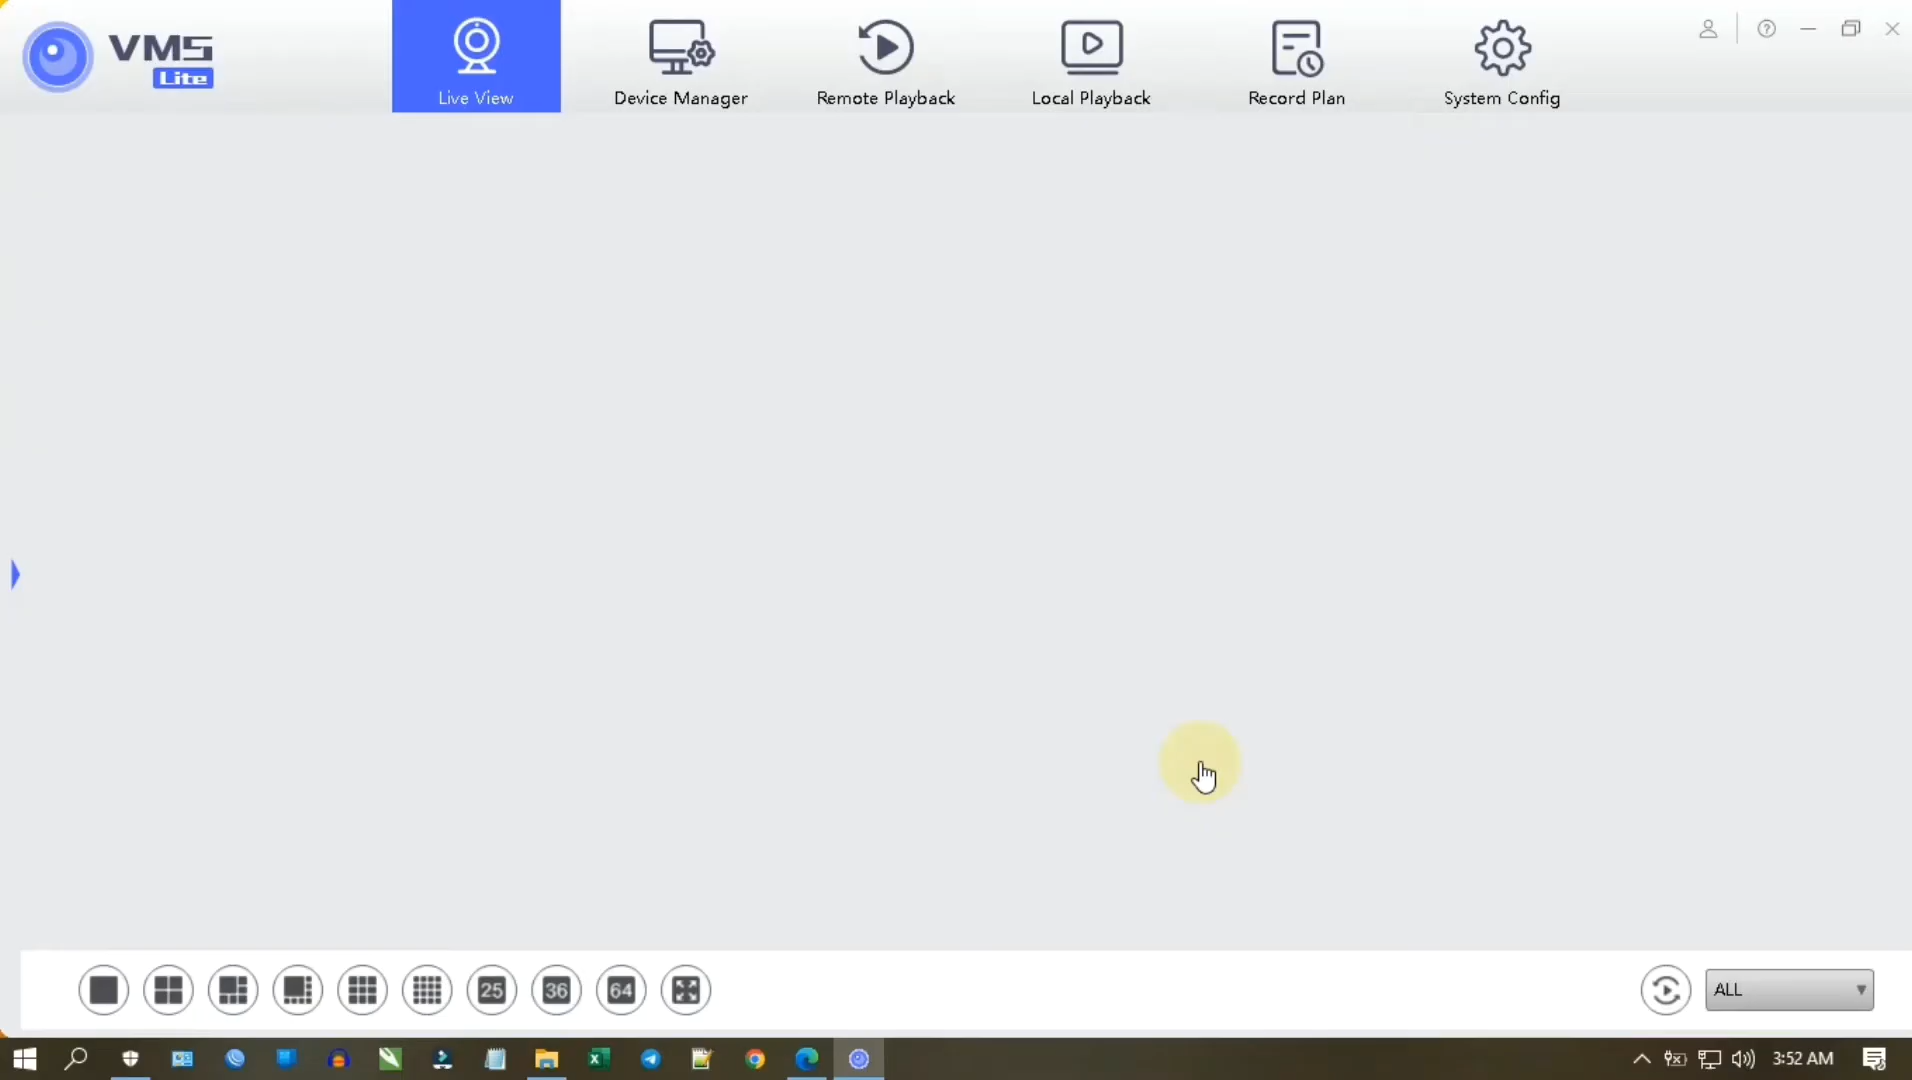 VMS
Lite
Live View
Device Manager
Remote Playback
Local Playback
Record Plan
System Config
25
36
64
ALL
3:52 AM